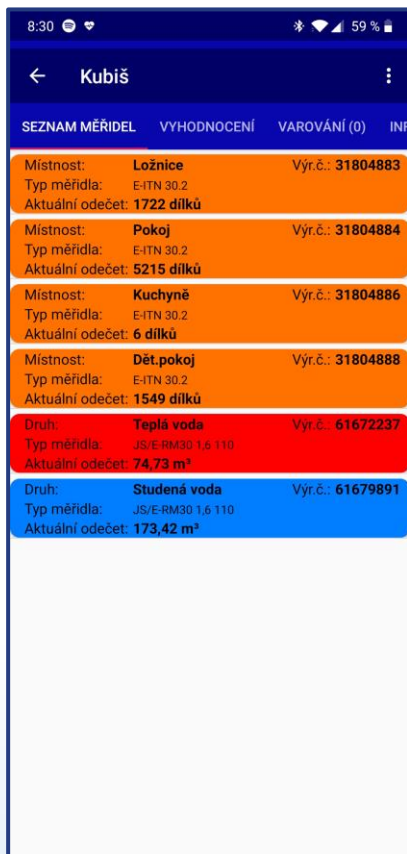 8:30 59 %
Kubiš
SEZNAM MĚŘIDEL VYHODNOCENÍ VAROVÁNÍ (0) INF
Místnost: Ložnice Výr.č.: 31804883
Typ měřidla: E-ITN 30.2
Aktuální odečet: 1722 dílků
Místnost: Pokoj Výr.č.: 31804884
Typ měřidla: E-ITN 30.2
Aktuální odečet: 5215 dílků
Místnost: Kuchyně Výr.č.: 31804886
Typ měřidla: E-ITN 30.2
Aktuální odečet: 6 dílků
Místnost: Dět.pokoj Výr.č.: 31804888
Typ měřidla: E-ITN 30.2
Aktuální odečet: 1549 dílků
Druh: Teplá voda Výr.č.: 61672237
Typ měřidla: JS/E-RM30 1,6 110
Aktuální odečet: 74,73 m³
Druh: Studená voda Výr.č.: 61679891
Typ měřidla: JS/E-RM30 1,6 110
Aktuální odečet: 173,42 m³